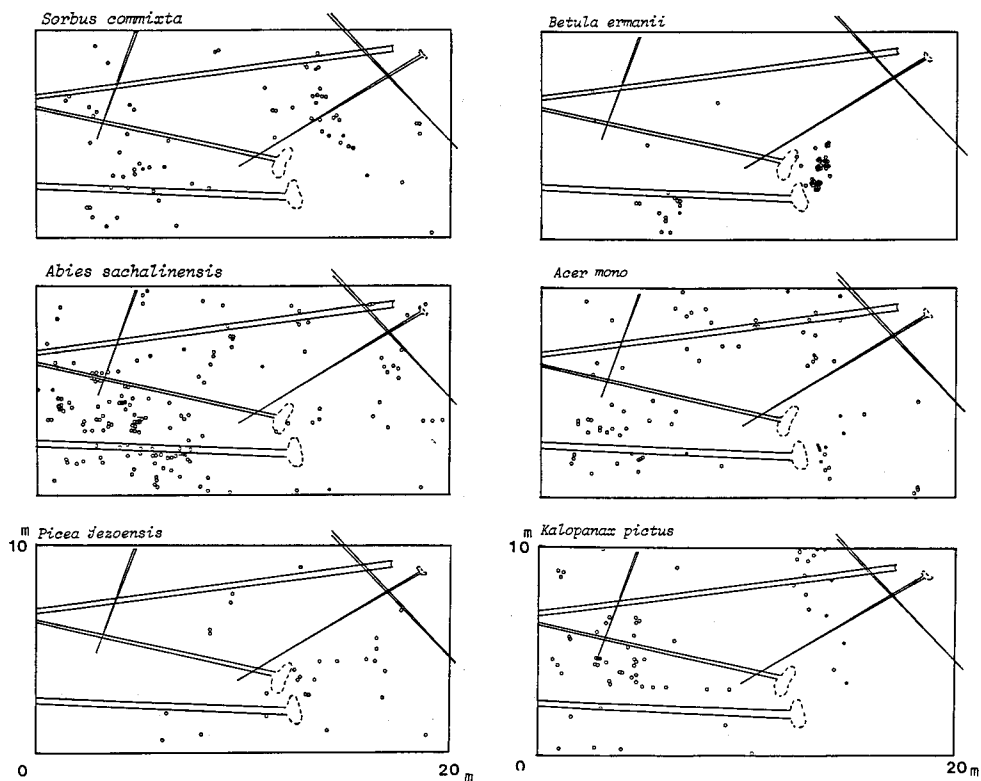 Sorbus commixta
Betula ermanii
Abies sachalinensis
Acer mono
m
10
Picea jezoensis
m
10
Kalopanax pictus
0
20 m
0
20 m